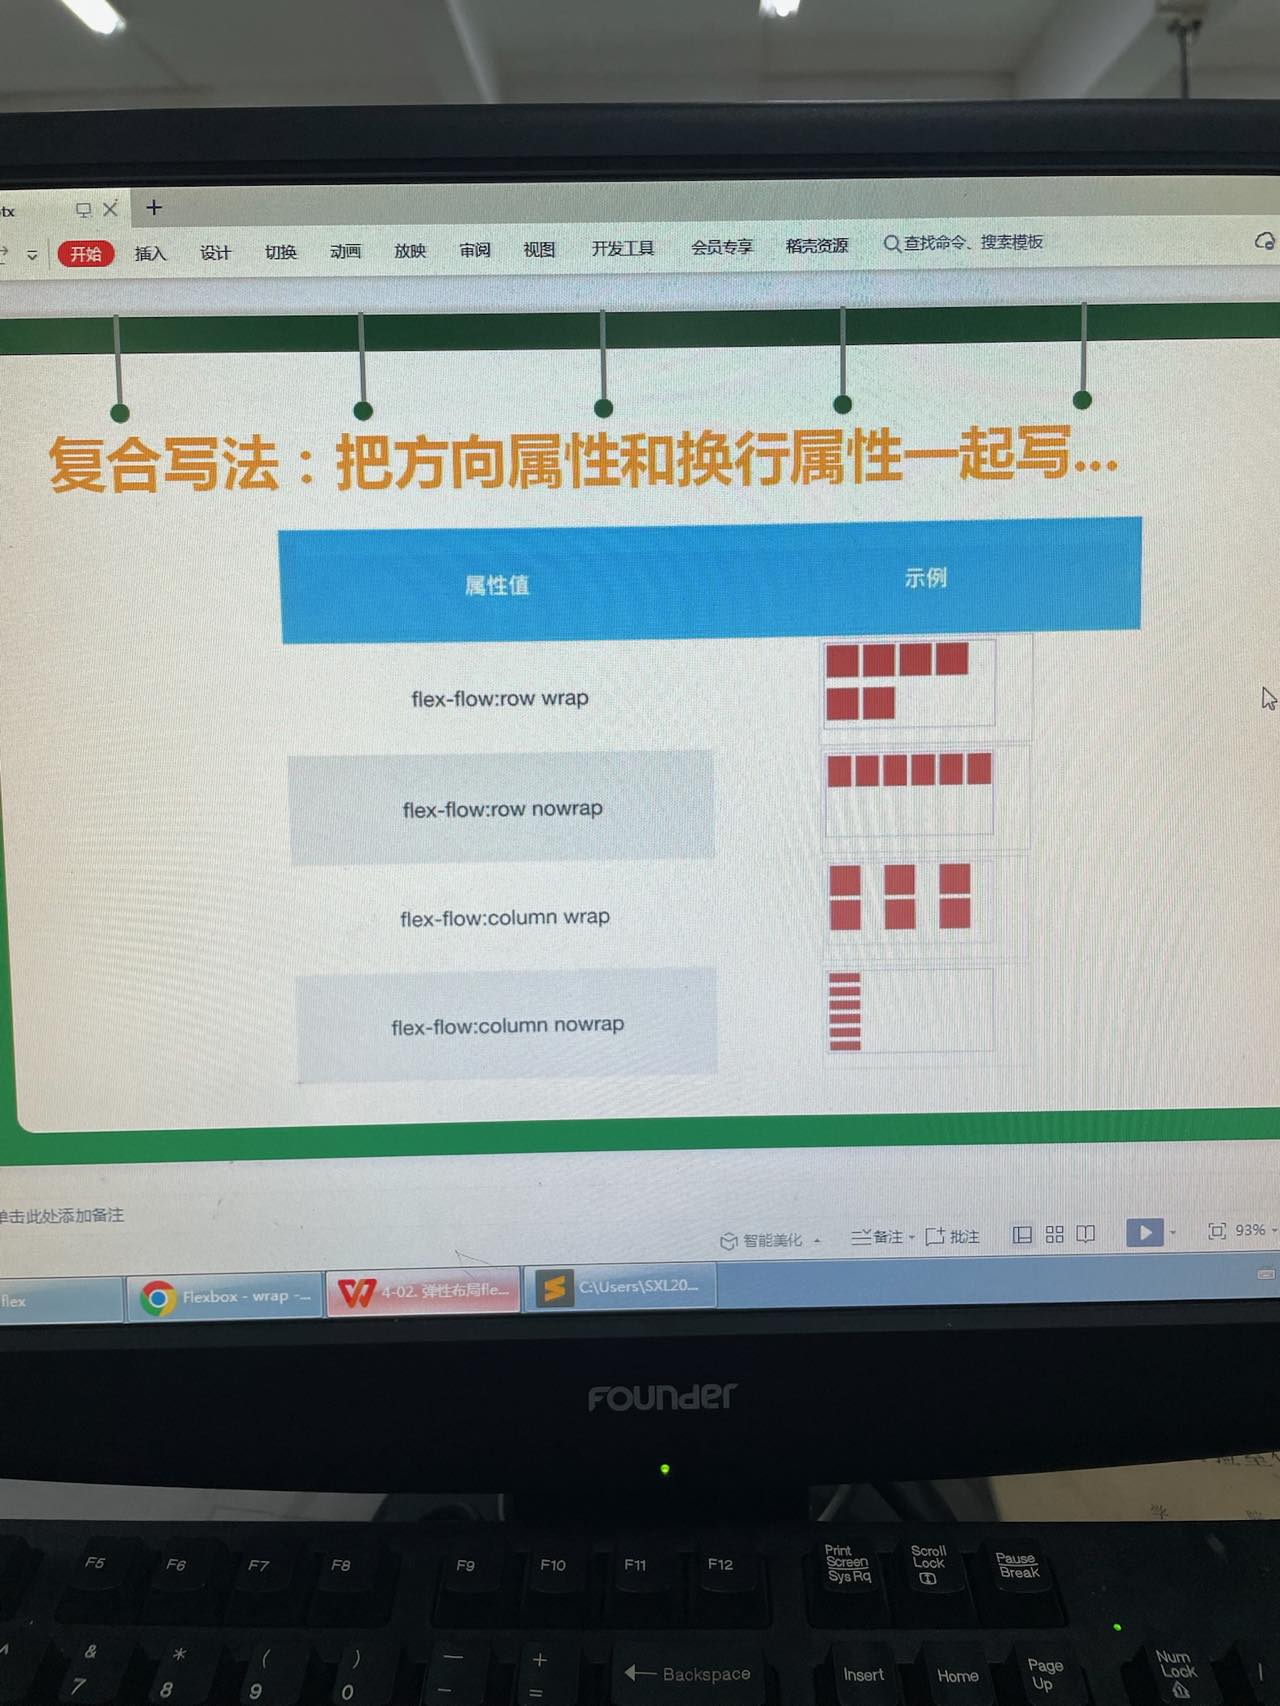 tx
开始 插入 设计 切换 动画 放映 审阅 视图 开发工具 会员专享 稻壳资源 查找命令、搜索模板
复合写法：把方向属性和换行属性一起写...
属性值 示例
flex-flow:row wrap
flex-flow:row nowrap
flex-flow:column wrap
flex-flow:column nowrap
单击此处添加备注
智能美化 备注 批注 93%
flex Flexbox - wrap -... 4-02. 弹性布局fle... C:\Users\SXL20...
FOUNDER
F5 F6 F7 F8 F9 F10 F11 F12 Print Screen SysRq Scroll Lock Pause Break
& 7 * 8 ( 9 ) 0 — - + = Backspace Insert Home Page Up Num Lock